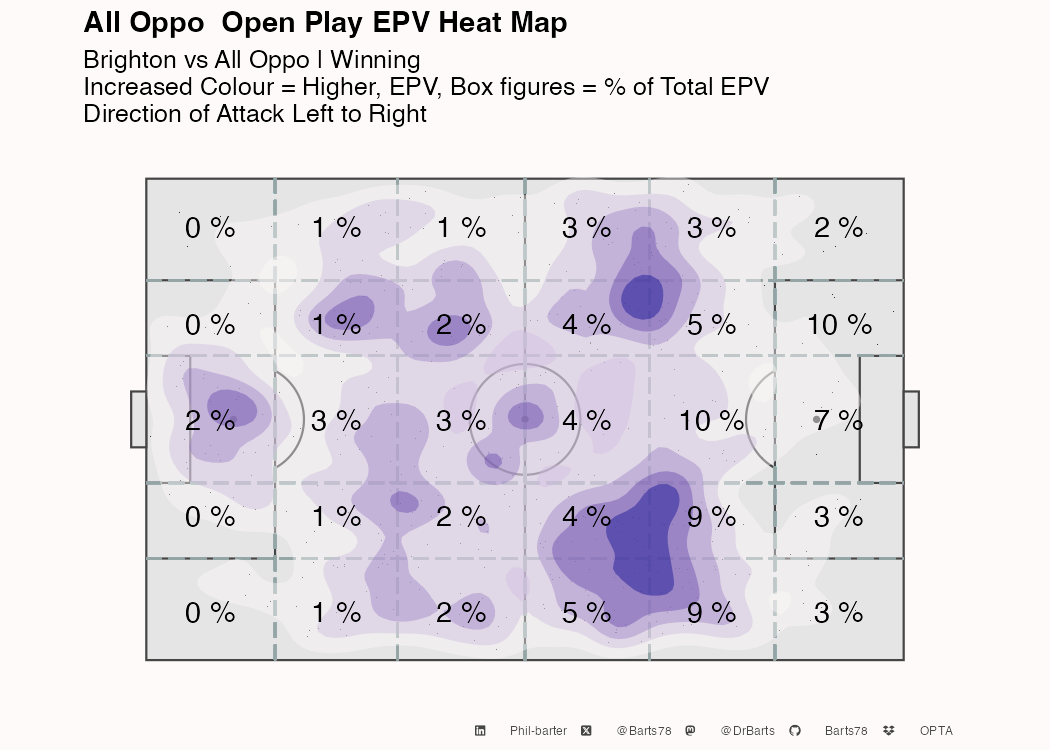 All Oppo  Open Play EPV Heat Map
Brighton vs All Oppo | Winning
Increased Colour = Higher, EPV, Box figures = % of Total EPV
Direction of Attack Left to Right
0 % 1 % 1 % 3 % 3 % 2 %
0 % 1 % 2 % 4 % 5 % 10 %
2 % 3 % 3 % 4 % 10 % 7 %
0 % 1 % 2 % 4 % 9 % 3 %
0 % 1 % 2 % 5 % 9 % 3 %
Phil-barter @Barts78 @DrBarts Barts78 OPTA